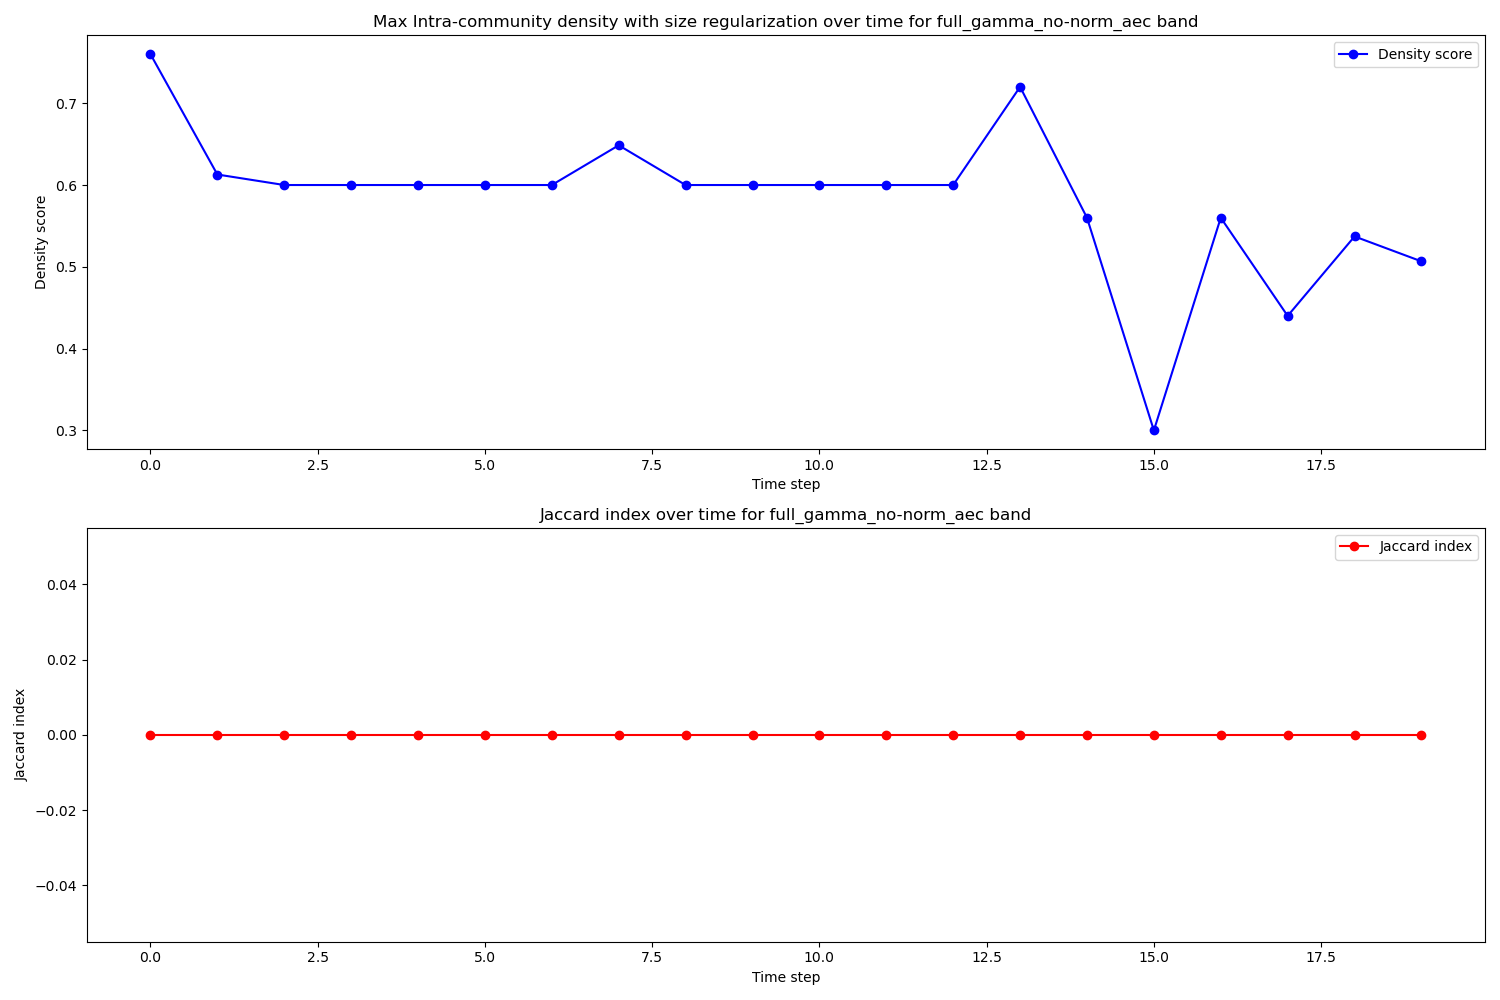 Max Intra-community density with size regularization over time for full_gamma_no-norm_aec band
Density score
0.7
0.6
0.5
0.4
0.3
Density score
0.0 2.5 5.0 7.5 10.0 12.5 15.0 17.5
Time step
Jaccard index over time for full_gamma_no-norm_aec band
Jaccard index
0.04
0.02
0.00
−0.02
−0.04
Jaccard index
0.0 2.5 5.0 7.5 10.0 12.5 15.0 17.5
Time step